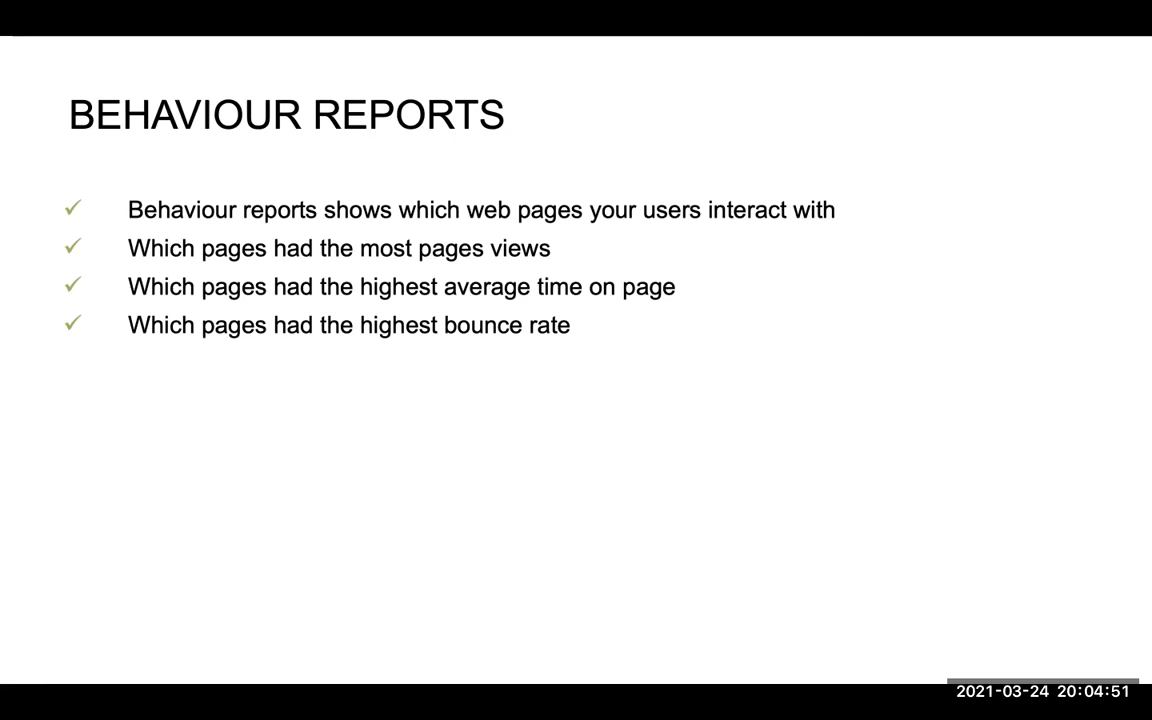 BEHAVIOUR REPORTS
✓ Behaviour reports shows which web pages your users interact with
✓ Which pages had the most pages views
✓ Which pages had the highest average time on page
✓ Which pages had the highest bounce rate
2021-03-24 20:04:51